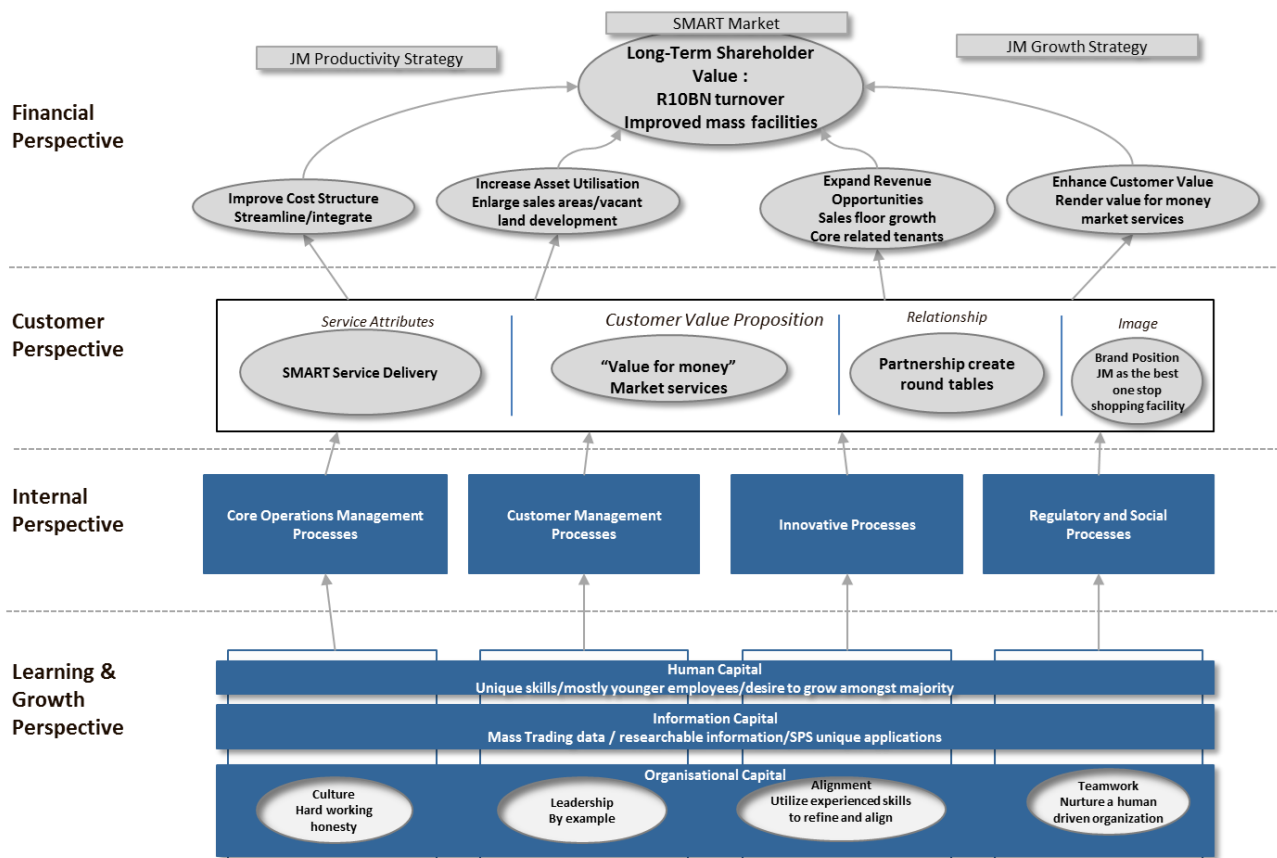 SMART Market
JM Productivity Strategy
JM Growth Strategy
Long-Term Shareholder
Value :
R10BN turnover
Improved mass facilities
Financial
Perspective
Improve Cost Structure
Streamline/integrate
Increase Asset Utilisation
Enlarge sales areas/vacant
land development
Expand Revenue
Opportunities
Sales floor growth
Core related tenants
Enhance Customer Value
Render value for money
market services
Customer
Perspective
Service Attributes
Customer Value Proposition
Relationship
Image
SMART Service Delivery
“Value for money”
Market services
Partnership create
round tables
Brand Position
JM as the best
one stop
shopping facility
Internal
Perspective
Core Operations Management
Processes
Customer Management
Processes
Innovative Processes
Regulatory and Social
Processes
Learning &
Growth
Perspective
Human Capital
Unique skills/mostly younger employees/desire to grow amongst majority
Information Capital
Mass Trading data / researchable information/SPS unique applications
Organisational Capital
Culture
Hard working
honesty
Leadership
By example
Alignment
Utilize experienced skills
to refine and align
Teamwork
Nurture a human
driven organization